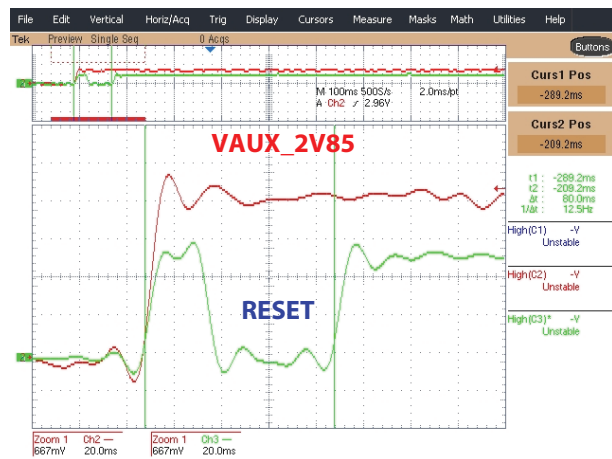 File Edit Vertical Horiz/Acq Trig Display Cursors Measure Masks Math Utilities Help
Tek Preview Single Seq 0 Acqs
Buttons
Curs1 Pos
-289.2ms
Curs2 Pos
-209.2ms
M 100ms 500S/s 2.0ms/pt
A Ch2 / 2.96V
VAUX_2V85
t1 : -289.2ms
t2 : -209.2ms
Δt : 80.0ms
1/Δt : 12.5Hz
High(C1) -V
Unstable
High(C2) -V
Unstable
RESET
High(C3)* -V
Unstable
Zoom 1 Ch2 — Zoom 1 Ch3 —
667mV 20.0ms 667mV 20.0ms